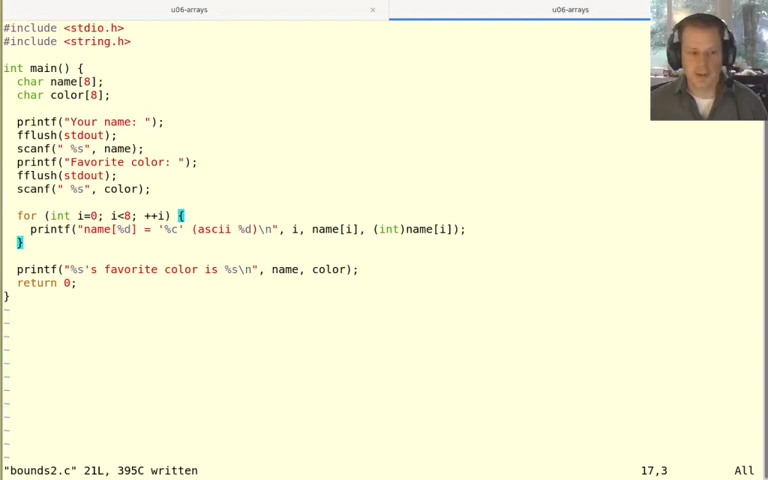 u06-arrays × u06-arrays
#include <stdio.h>
#include <string.h>
int main() {
  char name[8];
  char color[8];
  printf("Your name: ");
  fflush(stdout);
  scanf(" %s", name);
  printf("Favorite color: ");
  fflush(stdout);
  scanf(" %s", color);
  for (int i=0; i<8; ++i) {
    printf("name[%d] = '%c' (ascii %d)\n", i, name[i], (int)name[i]);
  }
  printf("%s's favorite color is %s\n", name, color);
  return 0;
}
~
~
~
~
~
~
~
~
~
~
~
~
"bounds2.c" 21L, 395C written 17,3 All